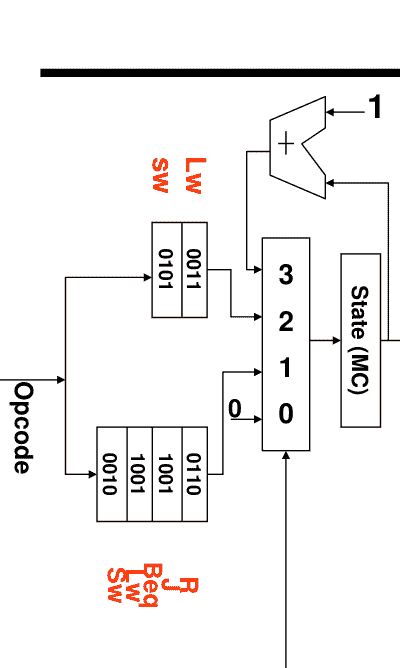 1
Lw
sw
0011
0101
3
2
1
0
State (MC)
0
Opcode
0110
1001
1001
0010
R
J
Beq
Lw
Sw